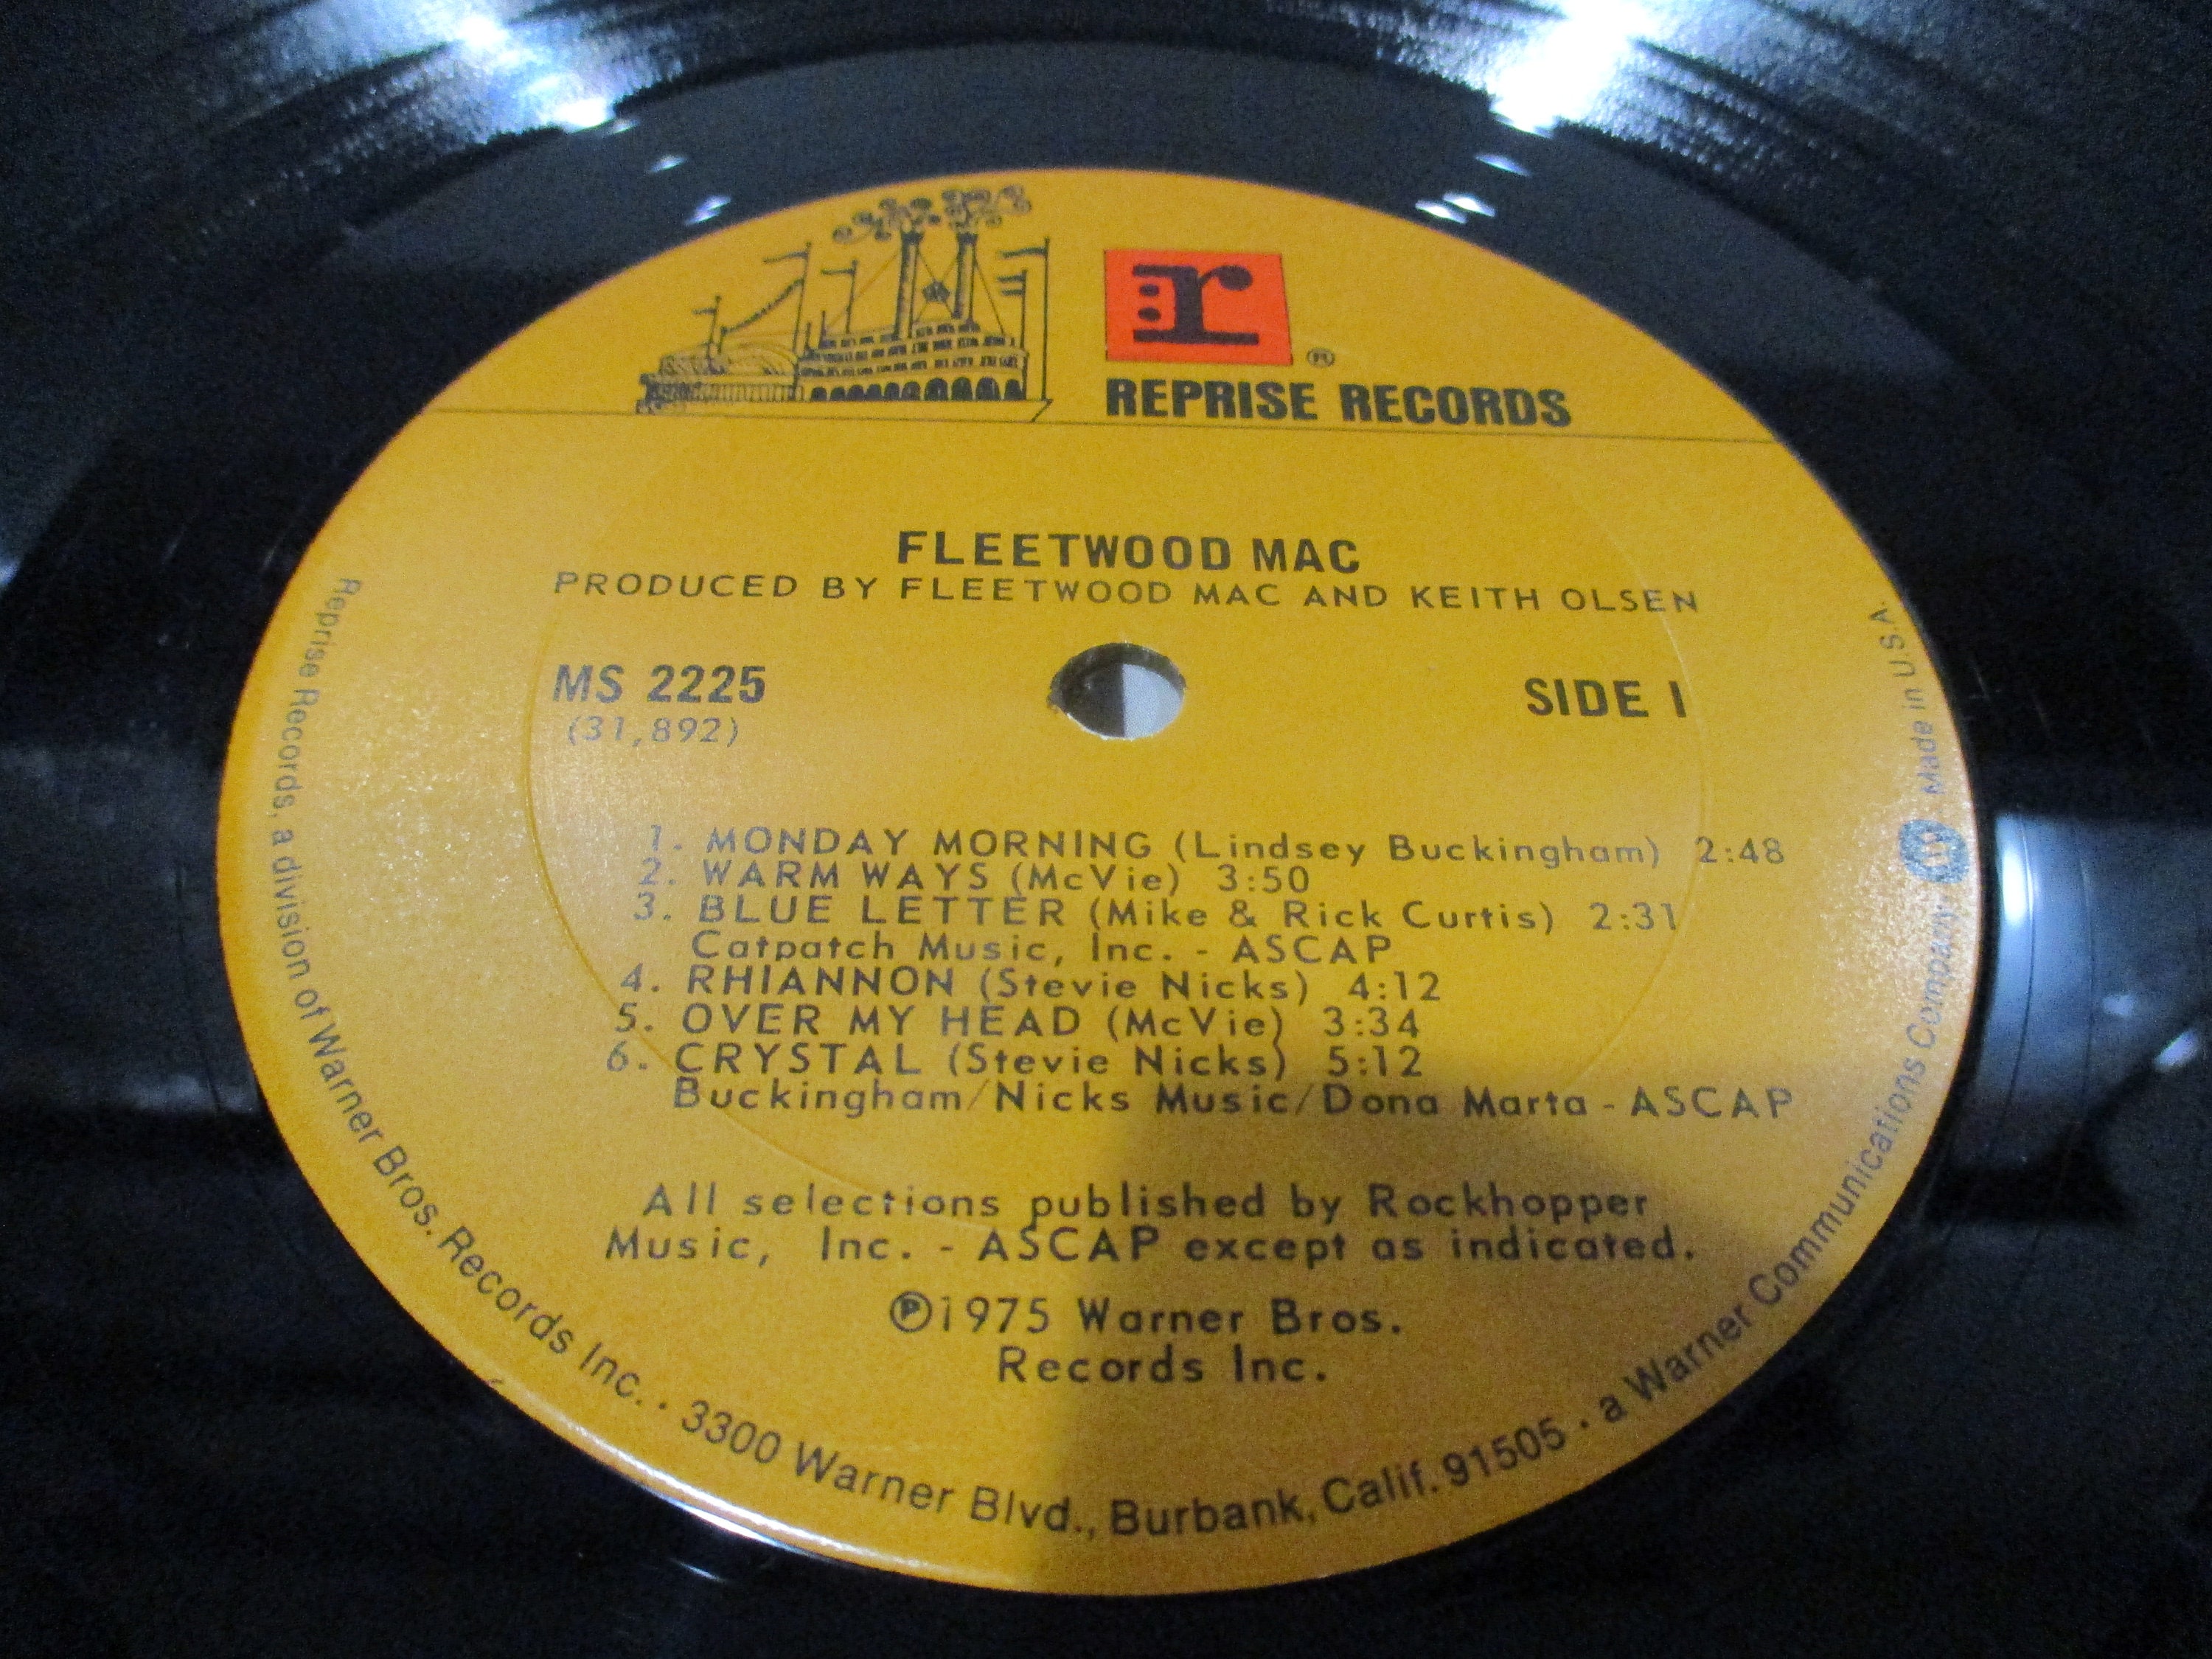 r
®
REPRISE RECORDS
FLEETWOOD MAC
PRODUCED BY FLEETWOOD MAC AND KEITH OLSEN
MS 2225
(31,892)
SIDE 1
1. MONDAY MORNING (Lindsey Buckingham) 2:48
2. WARM WAYS (McVie) 3:50
3. BLUE LETTER (Mike & Rick Curtis) 2:31
Catpatch Music, Inc. - ASCAP
4. RHIANNON (Stevie Nicks) 4:12
5. OVER MY HEAD (McVie) 3:34
6. CRYSTAL (Stevie Nicks) 5:12
Buckingham/Nicks Music/Dona Marta - ASCAP
All selections published by Rockhopper
Music, Inc. - ASCAP except as indicated.
℗1975 Warner Bros.
Records Inc.
Reprise Records, a division of Warner Bros. Records Inc. · 3300 Warner Blvd., Burbank, Calif. 91505 · a Warner Communications Company. Made in U.S.A.